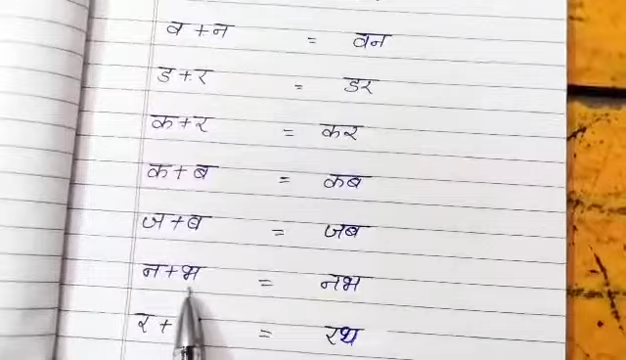 व + न = वन
ड + र = डर
क + र = कर
क + ब = कब
ज + ब = जब
न + भ = नभ
र + = रथ